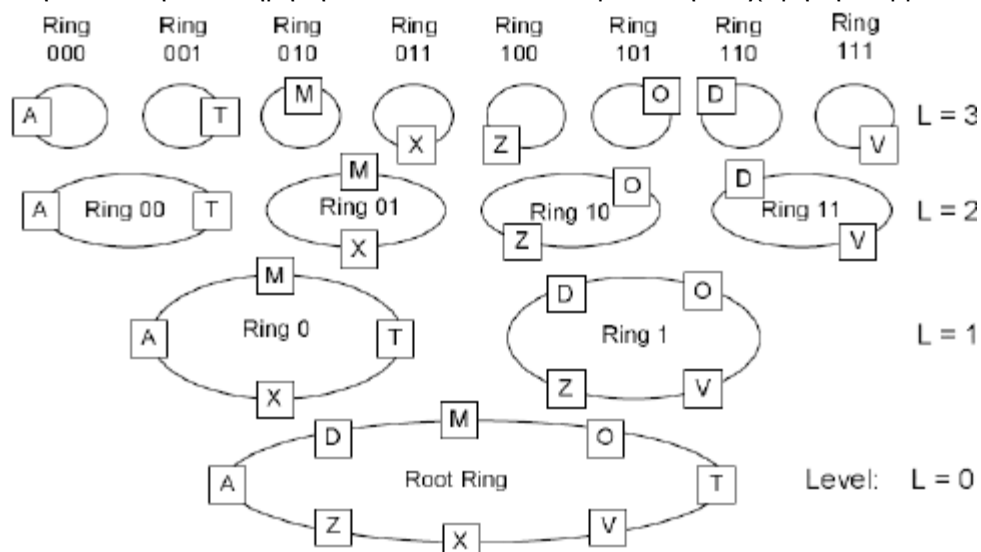 Ring Ring Ring Ring Ring Ring Ring Ring
000 001 010 011 100 101 110 111
A T M X Z O D V L = 3
A Ring 00 T M Ring 01 X Z Ring 10 O D Ring 11 V L = 2
M
A Ring 0 T
X
D O
Ring 1 L = 1
Z V
D M O
A Root Ring T Level: L = 0
Z X V